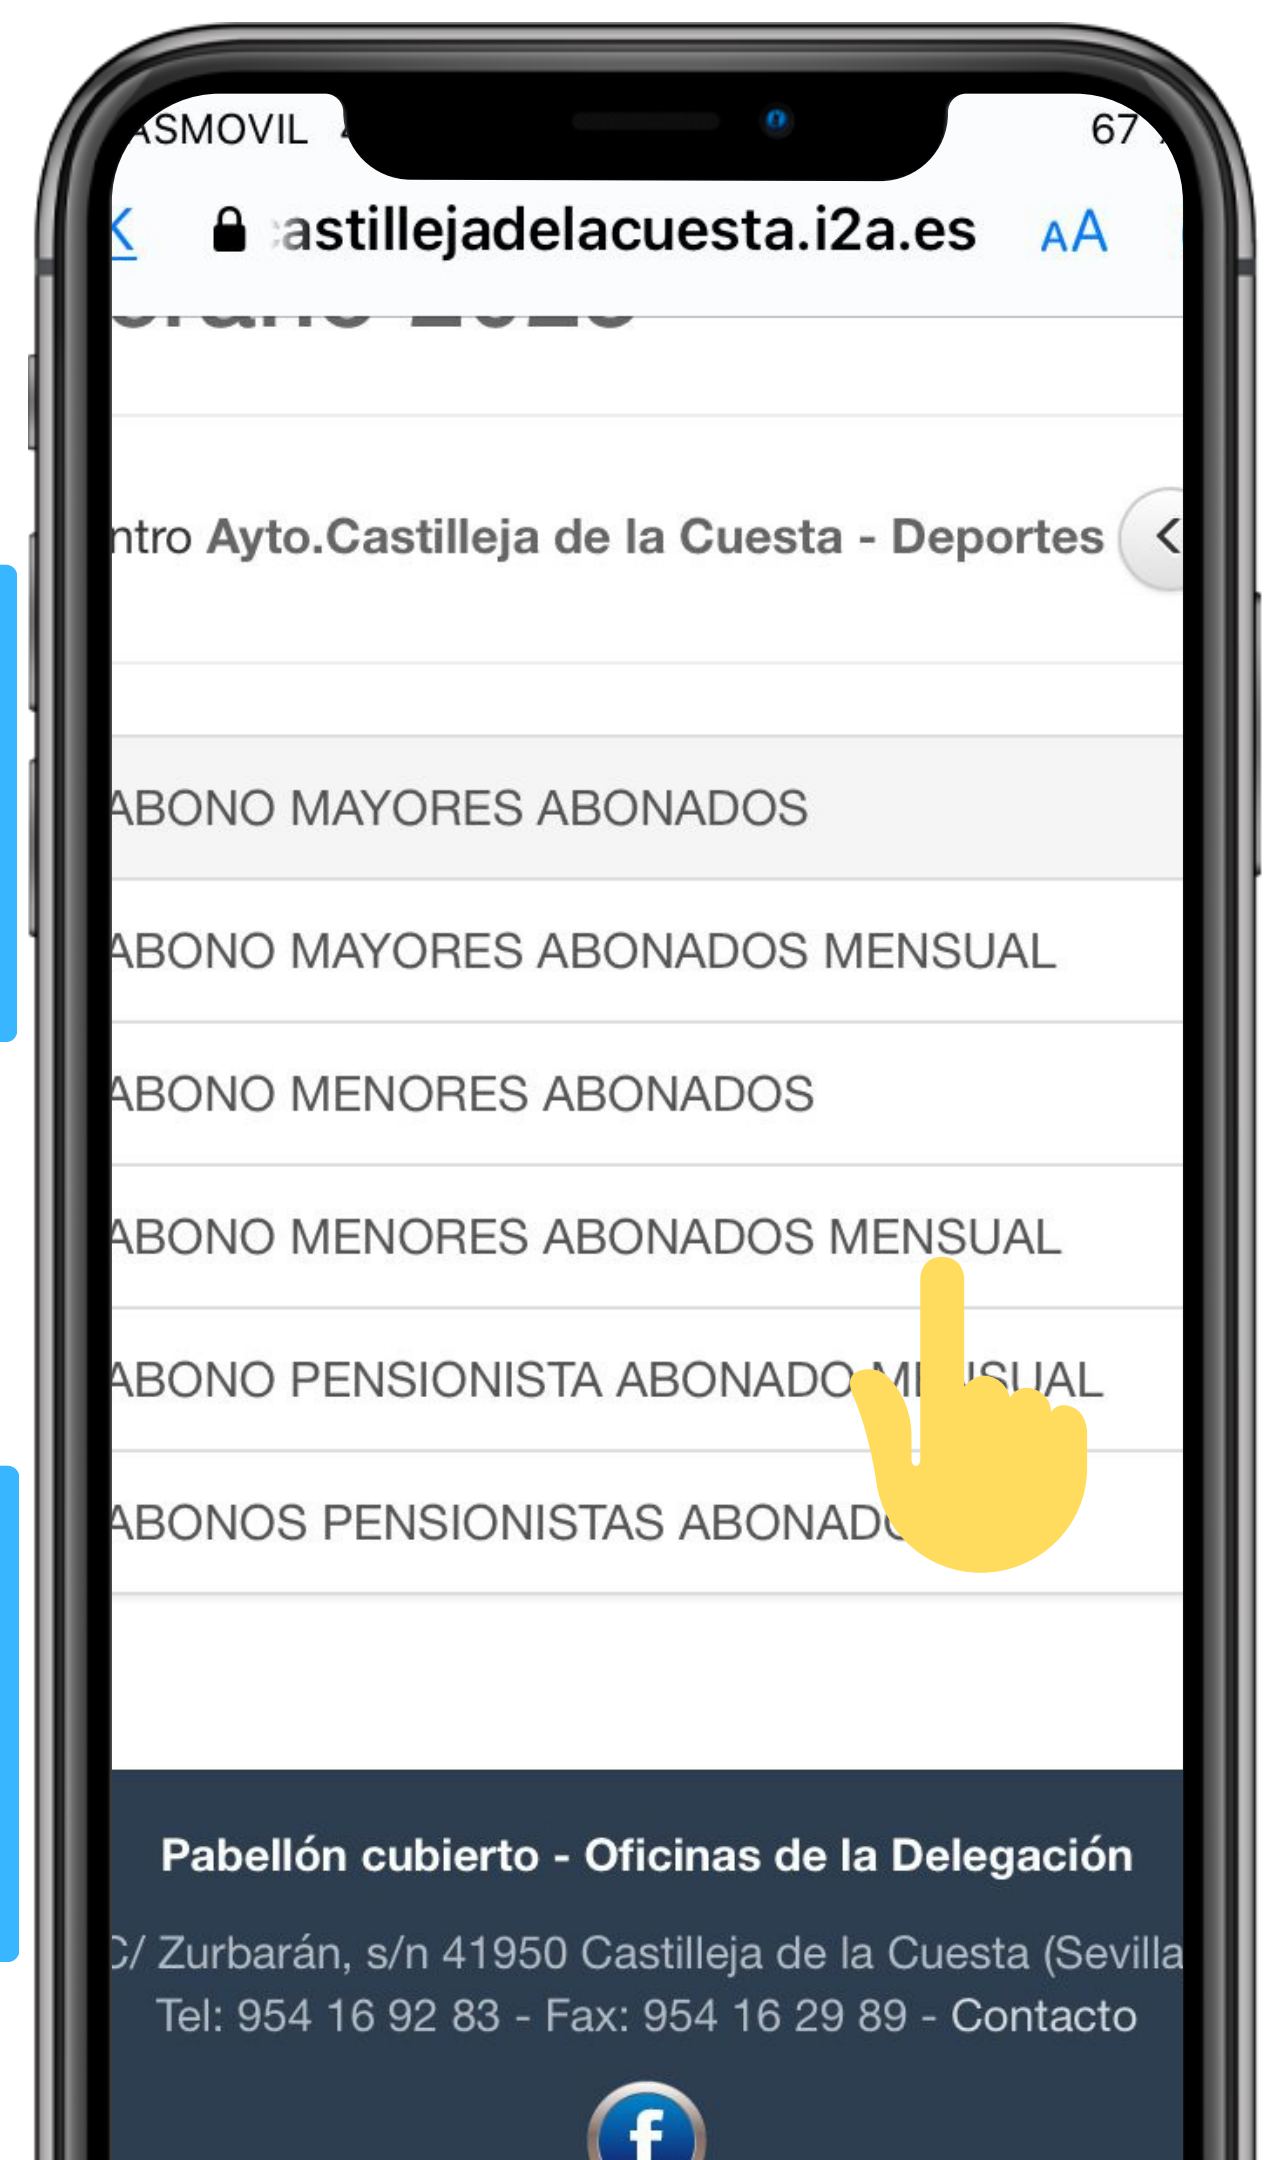 67
astillejadelacuesta.i2a.es AA
Ayto.Castilleja de la Cuesta - Deportes
ABONO MAYORES ABONADOS
ABONO MAYORES ABONADOS MENSUAL
ABONO MENORES ABONADOS
ABONO MENORES ABONADOS MENSUAL
ABONO PENSIONISTA ABONADO
ABONOS PENSIONISTAS
Pabellón cubierto - Oficinas de la Delegación
C/ Zurbarán, s/n 41950 Castilleja de la Cuesta (Sevilla
Tel: 954 16 92 83 - Fax: 954 16 29 89 - Contacto
f